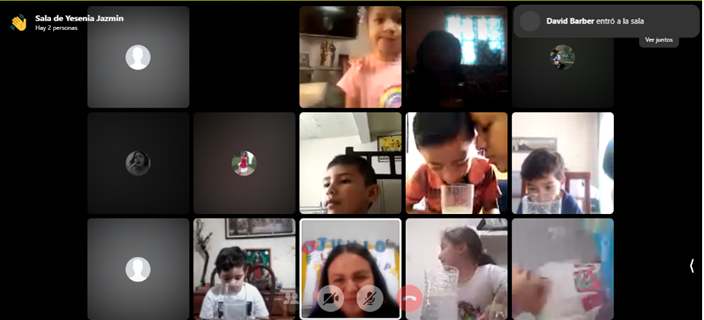 Sala de Yesenia Jazmin
Hay 2 personas
David Barber entró a la sala
Ver juntos